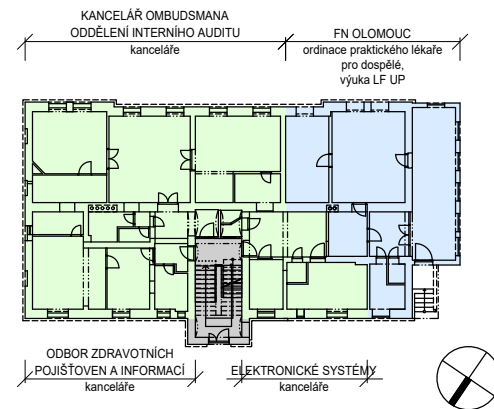 KANCELÁŘ OMBUDSMANA
ODDĚLENÍ INTERNÍHO AUDITU
kanceláře
FN OLOMOUC
ordinace praktického lékaře
pro dospělé,
výuka LF UP
ODBOR ZDRAVOTNÍCH
POJIŠŤOVEN A INFORMACÍ
kanceláře
ELEKTRONICKÉ SYSTÉMY
kanceláře